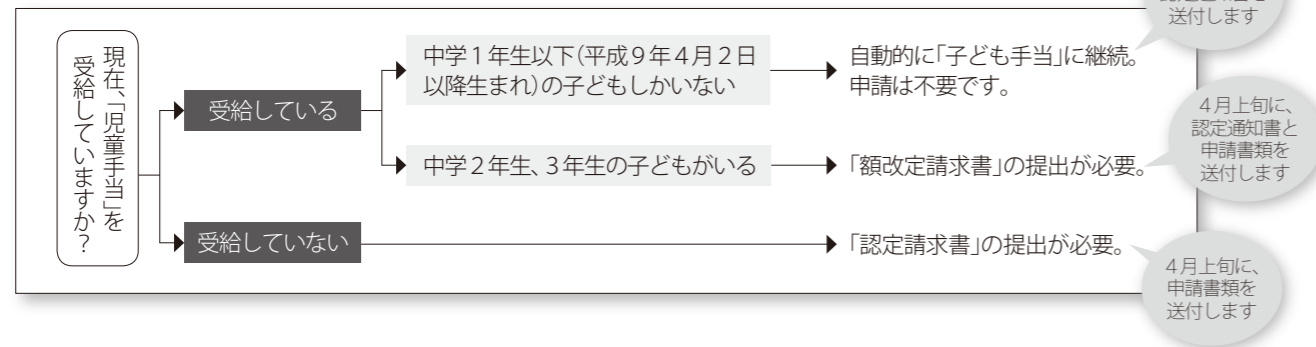 現在、「児童手当」を
受給していますか？
受給している
中学１年生以下（平成９年４月２日
以降生まれ）の子どもしかいない
自動的に「子ども手当」に継続。
申請は不要です。
送付します
中学２年生、３年生の子どもがいる
「額改定請求書」の提出が必要。
４月上旬に、
認定通知書と
申請書類を
送付します
受給していない
「認定請求書」の提出が必要。
４月上旬に、
申請書類を
送付します